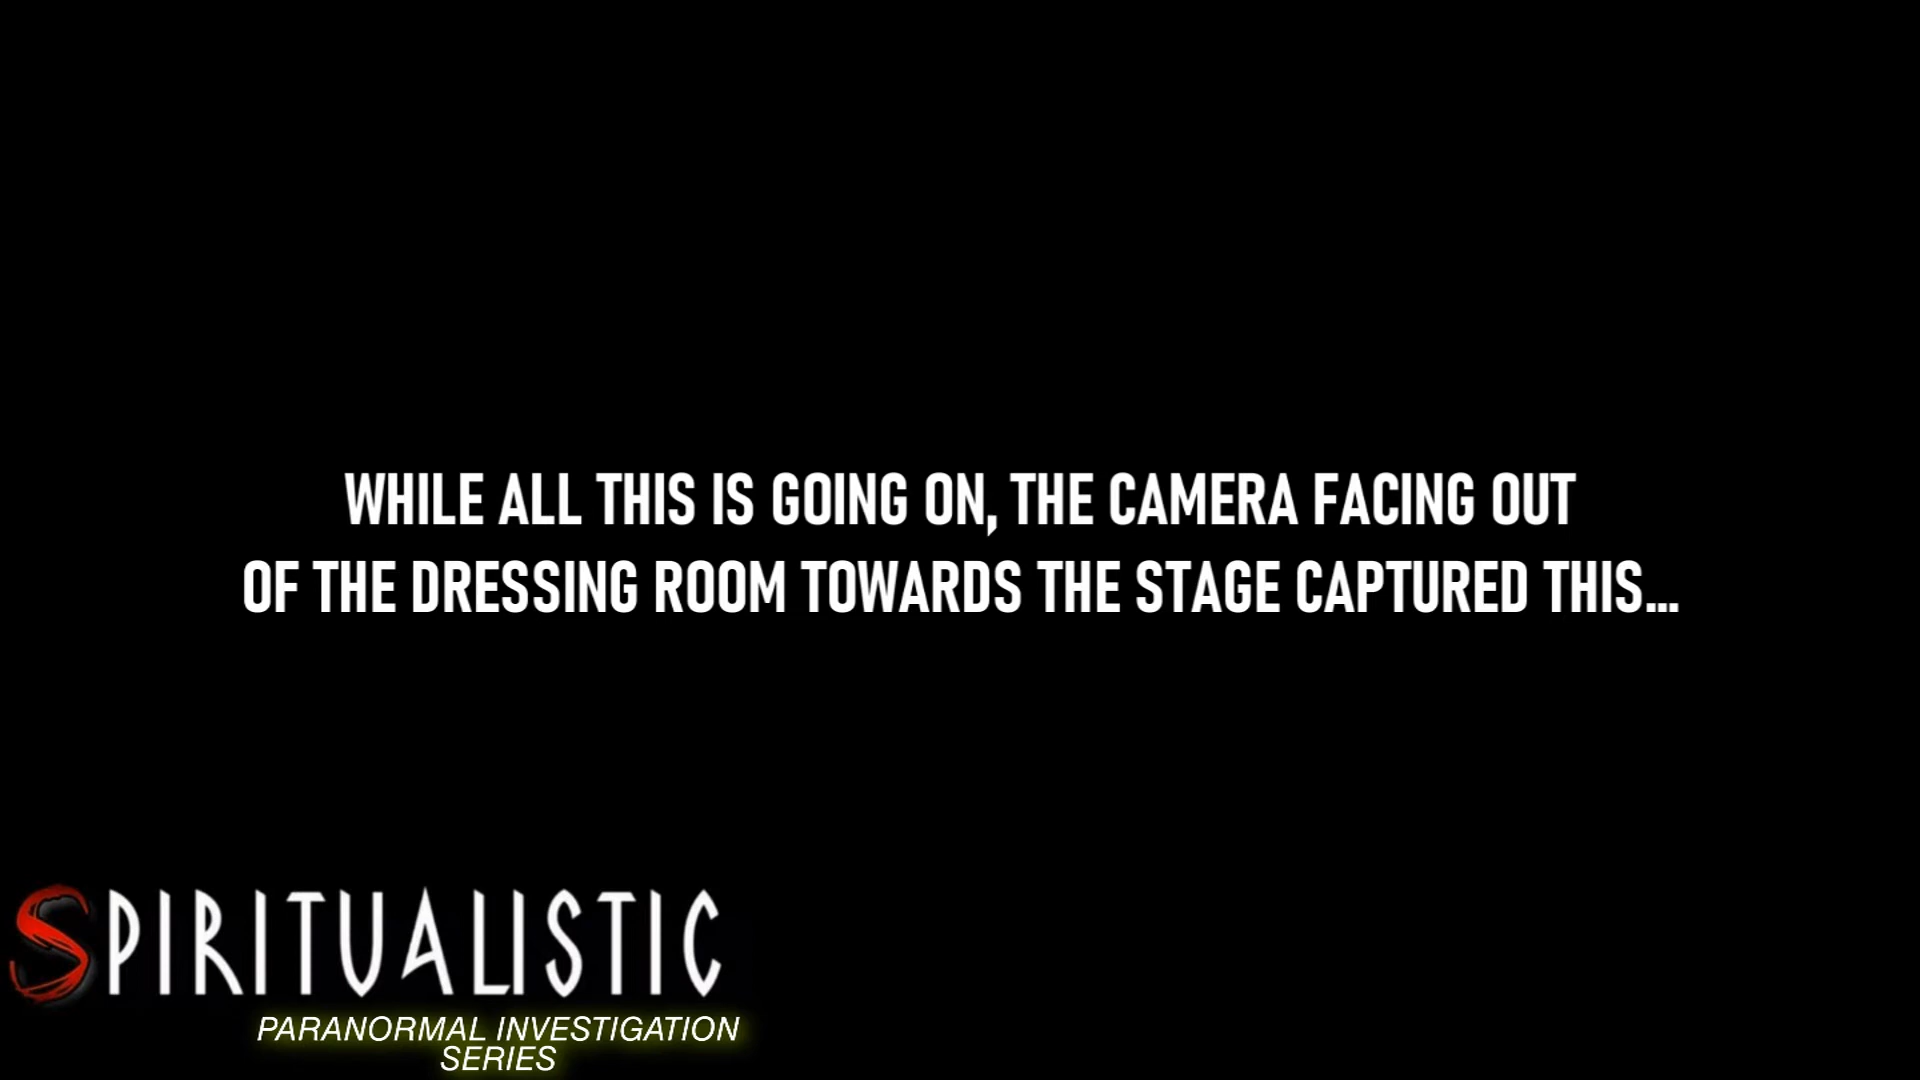 WHILE ALL THIS IS GOING ON, THE CAMERA FACING OUT
OF THE DRESSING ROOM TOWARDS THE STAGE CAPTURED THIS...
SPIRITUALISTIC
PARANORMAL INVESTIGATION
SERIES